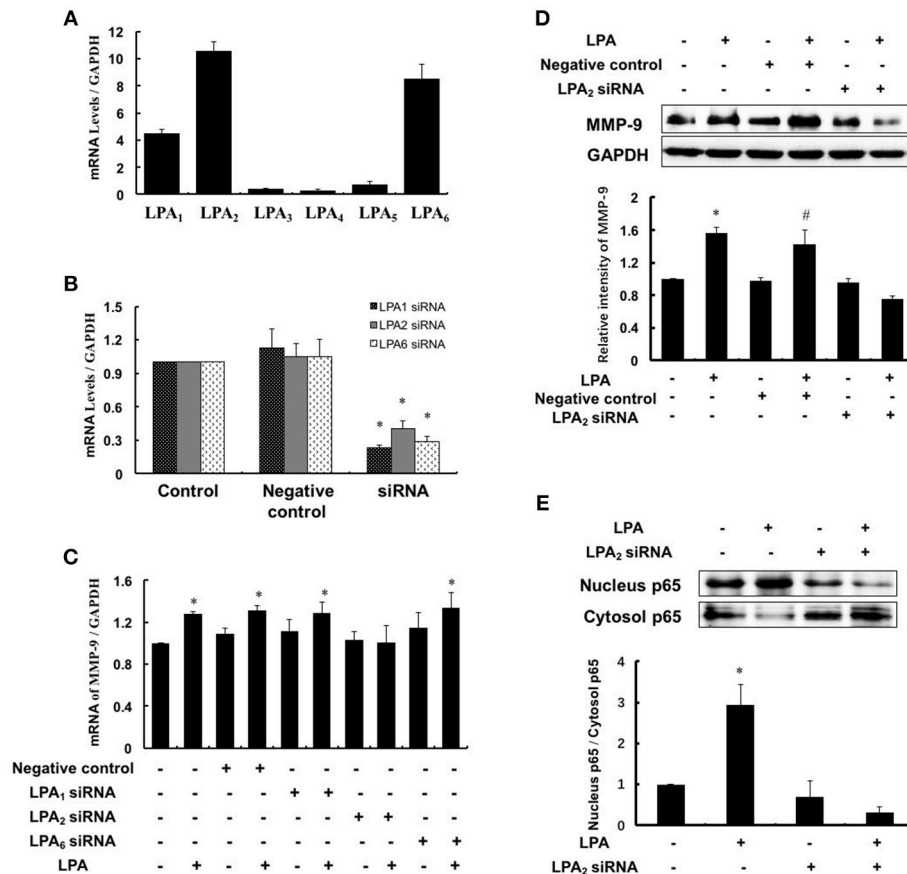 A
mRNA Levels / GAPDH
12
10
8
6
4
2
0
LPA₁ LPA₂ LPA₃ LPA₄ LPA₅ LPA₆
B
mRNA Levels / GAPDH
1.5
1.2
0.9
0.6
0.3
0
LPA1 siRNA
LPA2 siRNA
LPA6 siRNA
* * *
Control Negative control siRNA
C
mRNA of MMP-9 / GAPDH
1.6
1.2
0.8
0.4
0
* * * *
Negative control - - + + - - - - - -
LPA₁ siRNA - - - - + + - - - -
LPA₂ siRNA - - - - - - + + - -
LPA₆ siRNA - - - - - - - - + +
LPA - + - + - + - + - +
D
LPA - + - + - +
Negative control - - + + - -
LPA₂ siRNA - - - - + +
MMP-9
GAPDH
Relative intensity of MMP-9
2.0
1.6
1.2
0.8
0.4
0
* #
LPA - + - + - +
Negative control - - + + - -
LPA₂ siRNA - - - - + +
E
LPA - + - +
LPA₂ siRNA - - + +
Nucleus p65
Cytosol p65
Nucleus p65 / Cytosol p65
4
3
2
1
0
*
LPA - + - +
LPA₂ siRNA - - + +